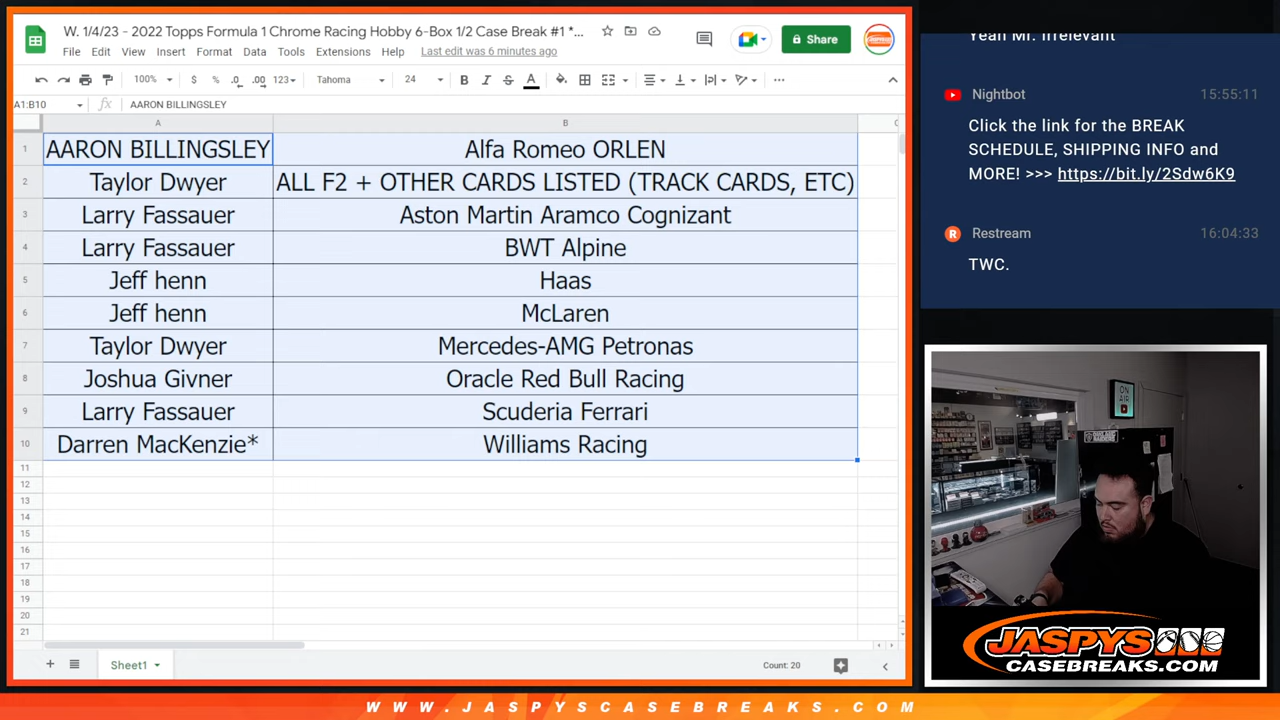 W. 1/4/23 - 2022 Topps Formula 1 Chrome Racing Hobby 6-Box 1/2 Case Break #1 *...
File Edit View Insert Format Data Tools Extensions Help Last edit was 6 minutes ago
Share
100% $ % .0 .00 123 Tahoma 24 B I S A
A1:B10 fx AARON BILLINGSLEY
A B C
1 AARON BILLINGSLEY Alfa Romeo ORLEN
2 Taylor Dwyer ALL F2 + OTHER CARDS LISTED (TRACK CARDS, ETC)
3 Larry Fassauer Aston Martin Aramco Cognizant
4 Larry Fassauer BWT Alpine
5 Jeff henn Haas
6 Jeff henn McLaren
7 Taylor Dwyer Mercedes-AMG Petronas
8 Joshua Givner Oracle Red Bull Racing
9 Larry Fassauer Scuderia Ferrari
10 Darren MacKenzie* Williams Racing
11
12
13
14
15
16
17
18
19
20
21
Sheet1
Count: 20
Yeah Mr. Irrelevant
Nightbot 15:55:11
Click the link for the BREAK
SCHEDULE, SHIPPING INFO and
MORE! >>> https://bit.ly/2Sdw6K9
Restream 16:04:33
TWC.
ON
AIR
JASPYS
CASEBREAKS.COM
WWW.JASPYSCASEBREAKS.COM